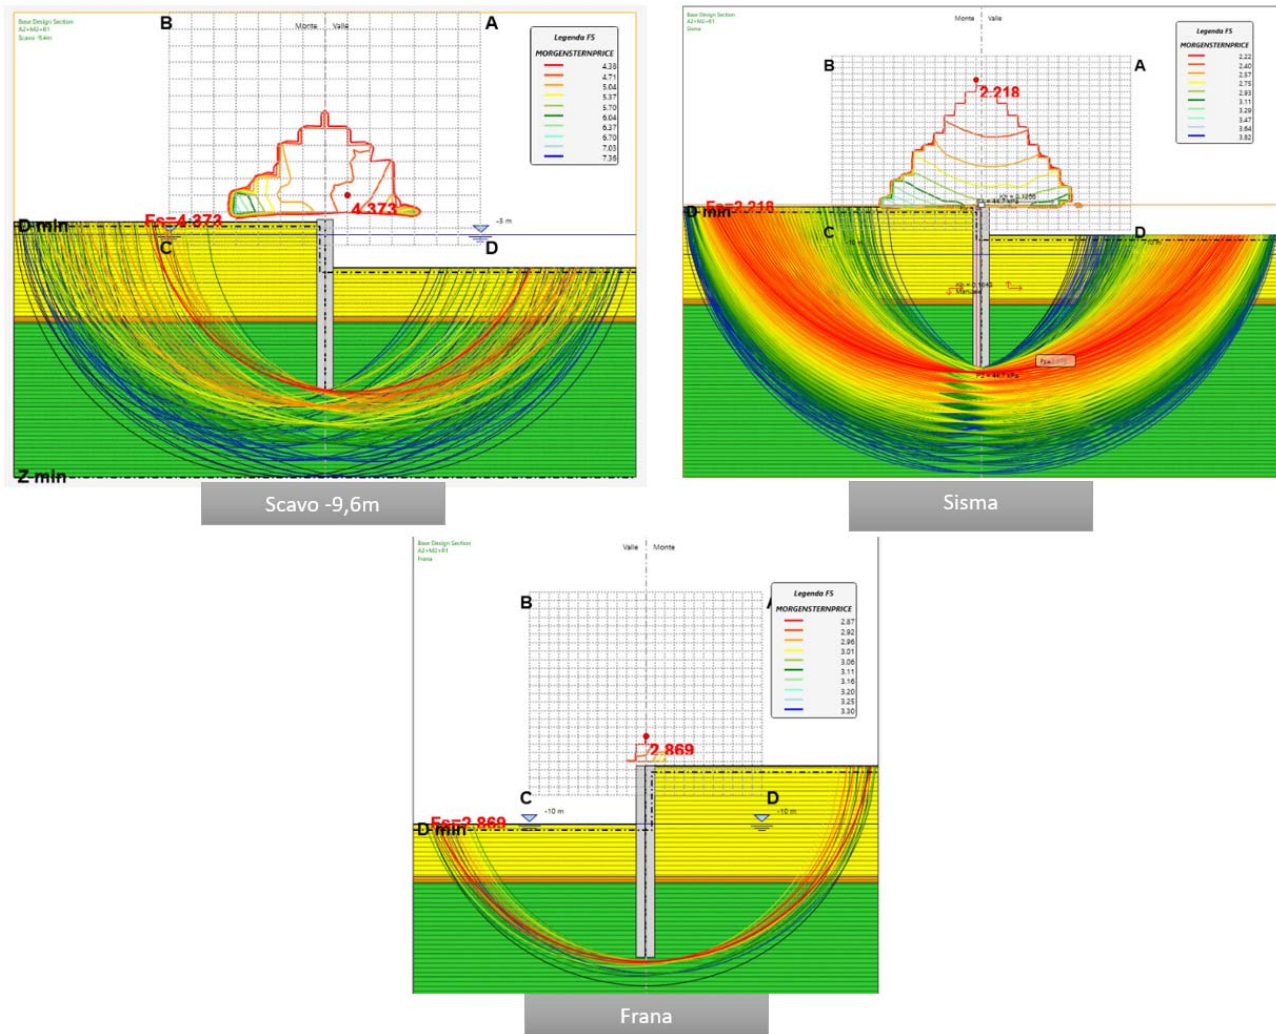 Base Design Section
A2+M2+R1
Scavo -9,6m
B
Monte
Valle
A
Legenda FS
MORGENSTERNPRICE
4.38
4.71
5.04
5.37
5.70
6.04
6.37
6.70
7.03
7.36
4.373
Fs=4.373
D min
C
D
-3 m
Z min
Scavo -9,6m
Base Design Section
A2+M2+R1
Sisma
Monte
Valle
B
A
Legenda FS
MORGENSTERNPRICE
2.22
2.40
2.57
2.75
2.93
3.11
3.29
3.47
3.64
3.82
2.218
Fs=2.218
D min
C
D
-10 m
-10 m
Sisma
Base Design Section
A2+M2+R1
Frana
Valle
Monte
B
Legenda FS
MORGENSTERNPRICE
2.87
2.92
2.96
3.01
3.06
3.11
3.16
3.20
3.25
3.30
2.869
Fs=2.869
D min
C
D
-10 m
-10 m
Frana